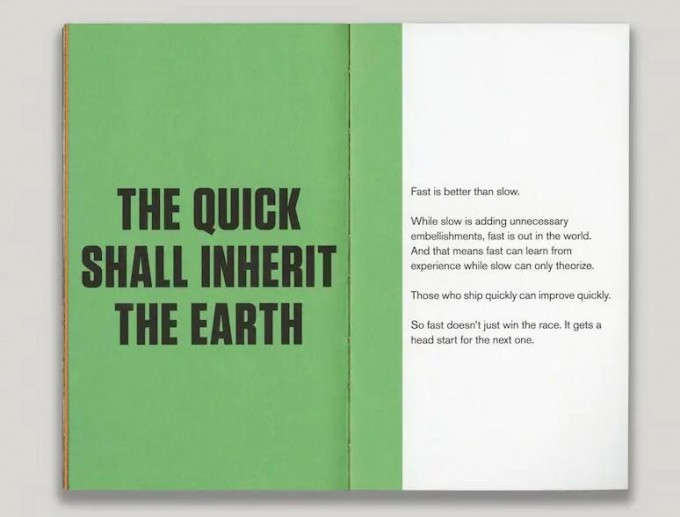 THE QUICK
SHALL INHERIT
THE EARTH
Fast is better than slow.
While slow is adding unnecessary
embellishments, fast is out in the world.
And that means fast can learn from
experience while slow can only theorize.
Those who ship quickly can improve quickly.
So fast doesn't just win the race. It gets a
head start for the next one.